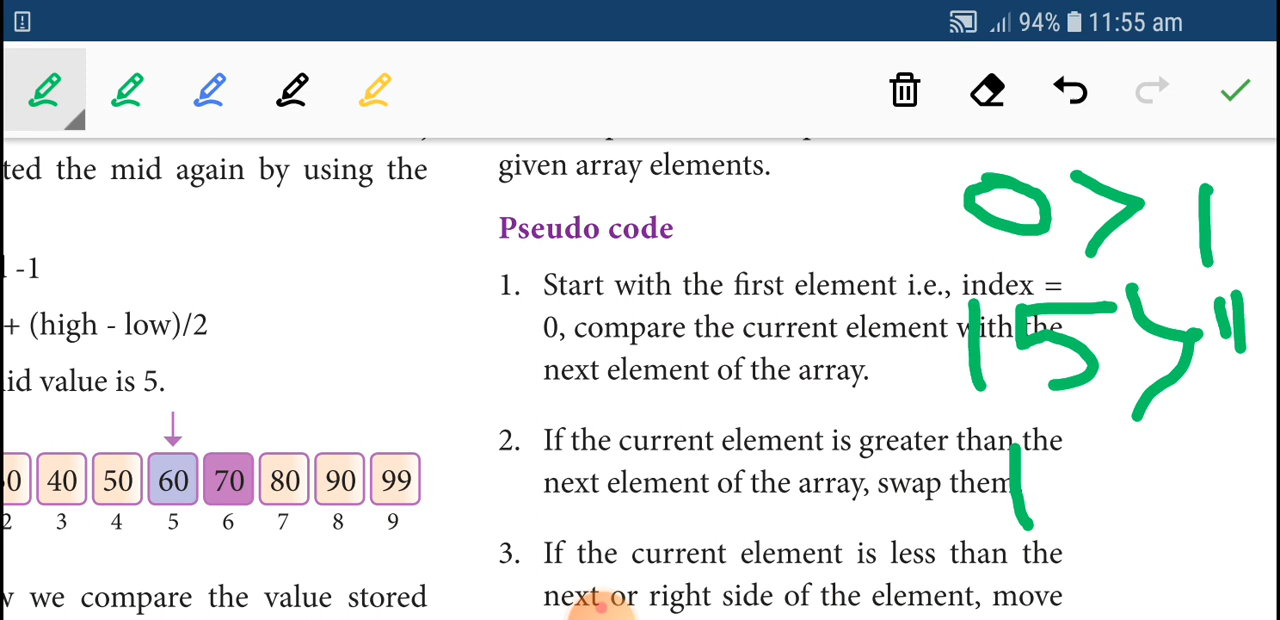 94% 11:55 am
ted the mid again by using the
-1
+ (high - low)/2
id value is 5.
0 40 50 60 70 80 90 99
2 3 4 5 6 7 8 9
we compare the value stored
given array elements.
Pseudo code
1. Start with the first element i.e., index =
0, compare the current element with the
next element of the array.
2. If the current element is greater than the
next element of the array, swap them
3. If the current element is less than the
next or right side of the element, move
0 > 1
15 > 11
1